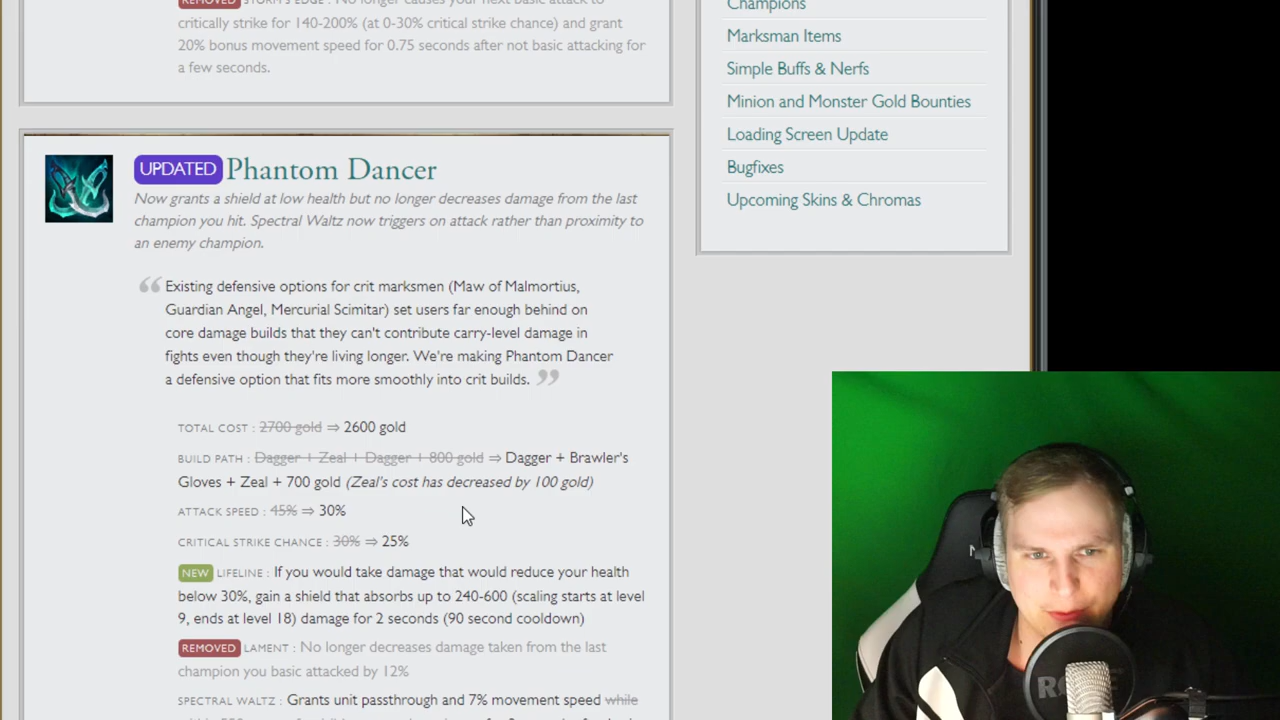 REMOVED STORM'S EDGE : No longer causes your next basic attack to
critically strike for 140-200% (at 0-30% critical strike chance) and grant
20% bonus movement speed for 0.75 seconds after not basic attacking for
a few seconds.
UPDATED Phantom Dancer
Now grants a shield at low health but no longer decreases damage from the last
champion you hit. Spectral Waltz now triggers on attack rather than proximity to
an enemy champion.
“ Existing defensive options for crit marksmen (Maw of Malmortius,
Guardian Angel, Mercurial Scimitar) set users far enough behind on
core damage builds that they can't contribute carry-level damage in
fights even though they're living longer. We're making Phantom Dancer
a defensive option that fits more smoothly into crit builds. ”
TOTAL COST : 2700 gold ⇒ 2600 gold
BUILD PATH : Dagger + Zeal + Dagger + 800 gold ⇒ Dagger + Brawler's
Gloves + Zeal + 700 gold (Zeal's cost has decreased by 100 gold)
ATTACK SPEED : 45% ⇒ 30%
CRITICAL STRIKE CHANCE : 30% ⇒ 25%
NEW LIFELINE : If you would take damage that would reduce your health
below 30%, gain a shield that absorbs up to 240-600 (scaling starts at level
9, ends at level 18) damage for 2 seconds (90 second cooldown)
REMOVED LAMENT : No longer decreases damage taken from the last
champion you basic attacked by 12%
SPECTRAL WALTZ : Grants unit passthrough and 7% movement speed while
Champions
Marksman Items
Simple Buffs & Nerfs
Minion and Monster Gold Bounties
Loading Screen Update
Bugfixes
Upcoming Skins & Chromas